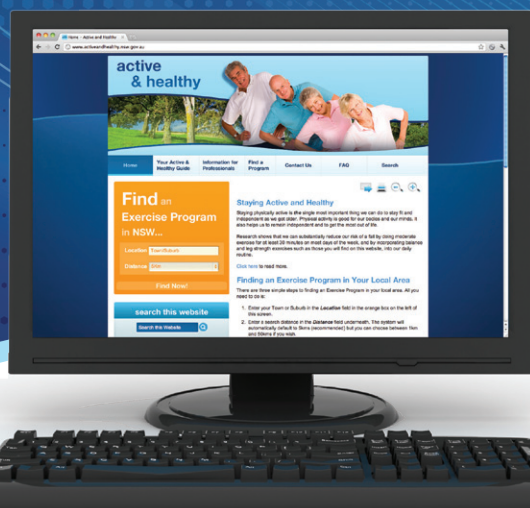 Home - Active and Healthy
www.activeandhealthy.nsw.gov.au
active
& healthy
Home
Your Active &
Healthy Guide
Information for
Professionals
Find a
Program
Contact Us
FAQ
Search
Find an
Exercise Program
in NSW...
Location Town/Suburb
Distance
Find Now!
search this website
Search the Website
Staying Active and Healthy
Staying physically active is the single most important thing we can do to stay fit and
independent as we get older. Physical activity is good for our bodies and our minds. It
also helps us to remain independent and to get the most out of life.
Research shows that we can substantially reduce our risk of a fall by doing moderate
exercise for at least 30 minutes on most days of the week, and by incorporating balance
and leg strength exercises such as those you will find on this website, into our daily
routine.
Click here to read more.
Finding an Exercise Program in Your Local Area
There are three simple steps to finding an Exercise Program in your local area. All you
need to do is:
1. Enter your Town or Suburb in the Location field in the orange box on the left of
this screen.
2. Enter a search distance in the Distance field underneath. The system will
automatically default to 5kms (recommended) but you can choose between 1km
and 50kms if you wish.